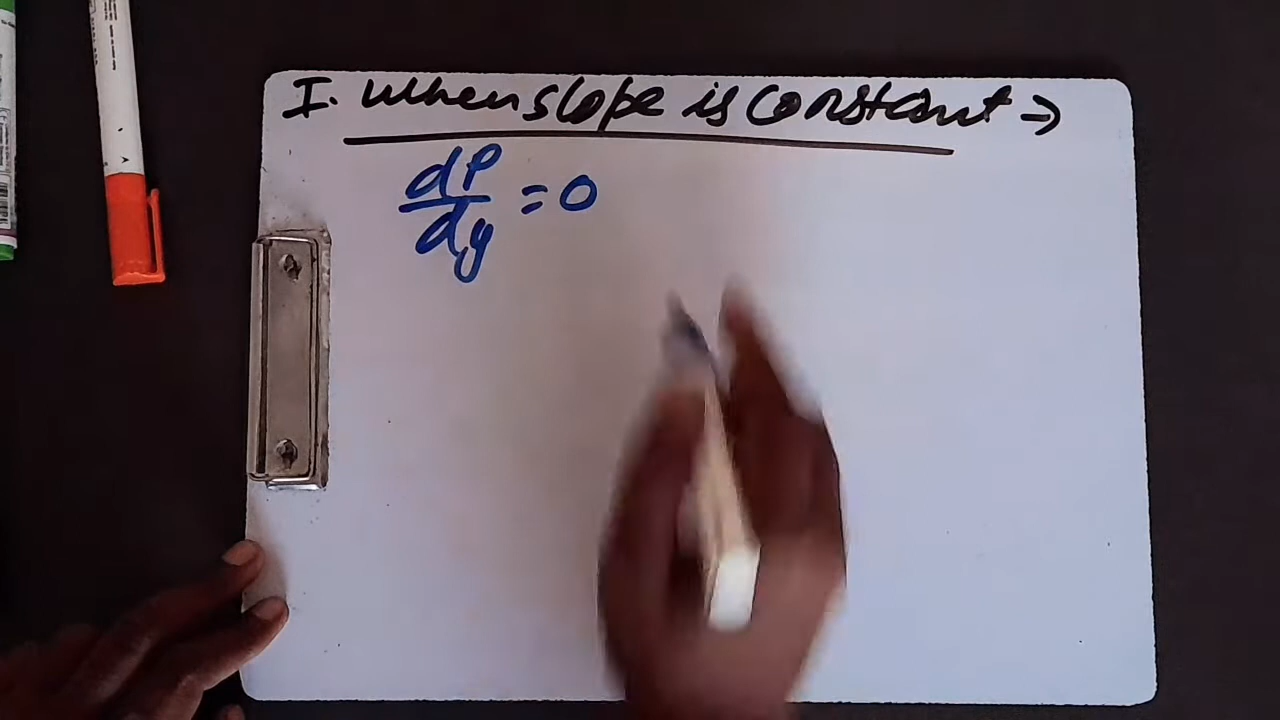 I. When slope is constant →
dP/dy = 0